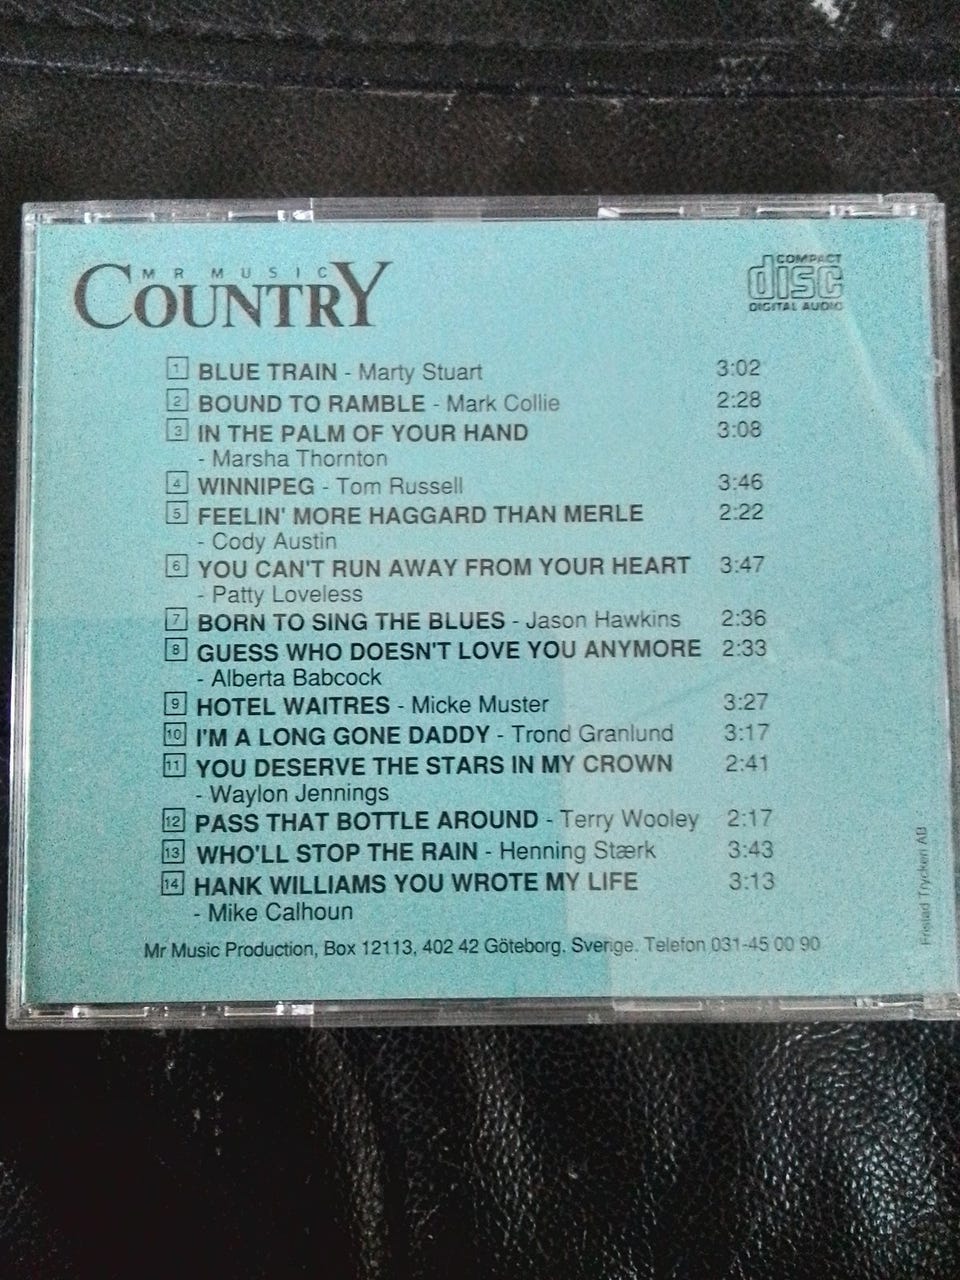 MR MUSIC
COUNTRY
COMPACT
disc
DIGITAL AUDIO
1 BLUE TRAIN - Marty Stuart 3:02
2 BOUND TO RAMBLE - Mark Collie 2:28
3 IN THE PALM OF YOUR HAND 3:08
- Marsha Thornton
4 WINNIPEG - Tom Russell 3:46
5 FEELIN' MORE HAGGARD THAN MERLE 2:22
- Cody Austin
6 YOU CAN'T RUN AWAY FROM YOUR HEART 3:47
- Patty Loveless
7 BORN TO SING THE BLUES - Jason Hawkins 2:36
8 GUESS WHO DOESN'T LOVE YOU ANYMORE 2:33
- Alberta Babcock
9 HOTEL WAITRES - Micke Muster 3:27
10 I'M A LONG GONE DADDY - Trond Granlund 3:17
11 YOU DESERVE THE STARS IN MY CROWN 2:41
- Waylon Jennings
12 PASS THAT BOTTLE AROUND - Terry Wooley 2:17
13 WHO'LL STOP THE RAIN - Henning Stærk 3:43
14 HANK WILLIAMS YOU WROTE MY LIFE 3:13
- Mike Calhoun
Mr Music Production, Box 12113, 402 42 Göteborg. Sverige. Telefon 031-45 00 90
Fristad Trycken AB